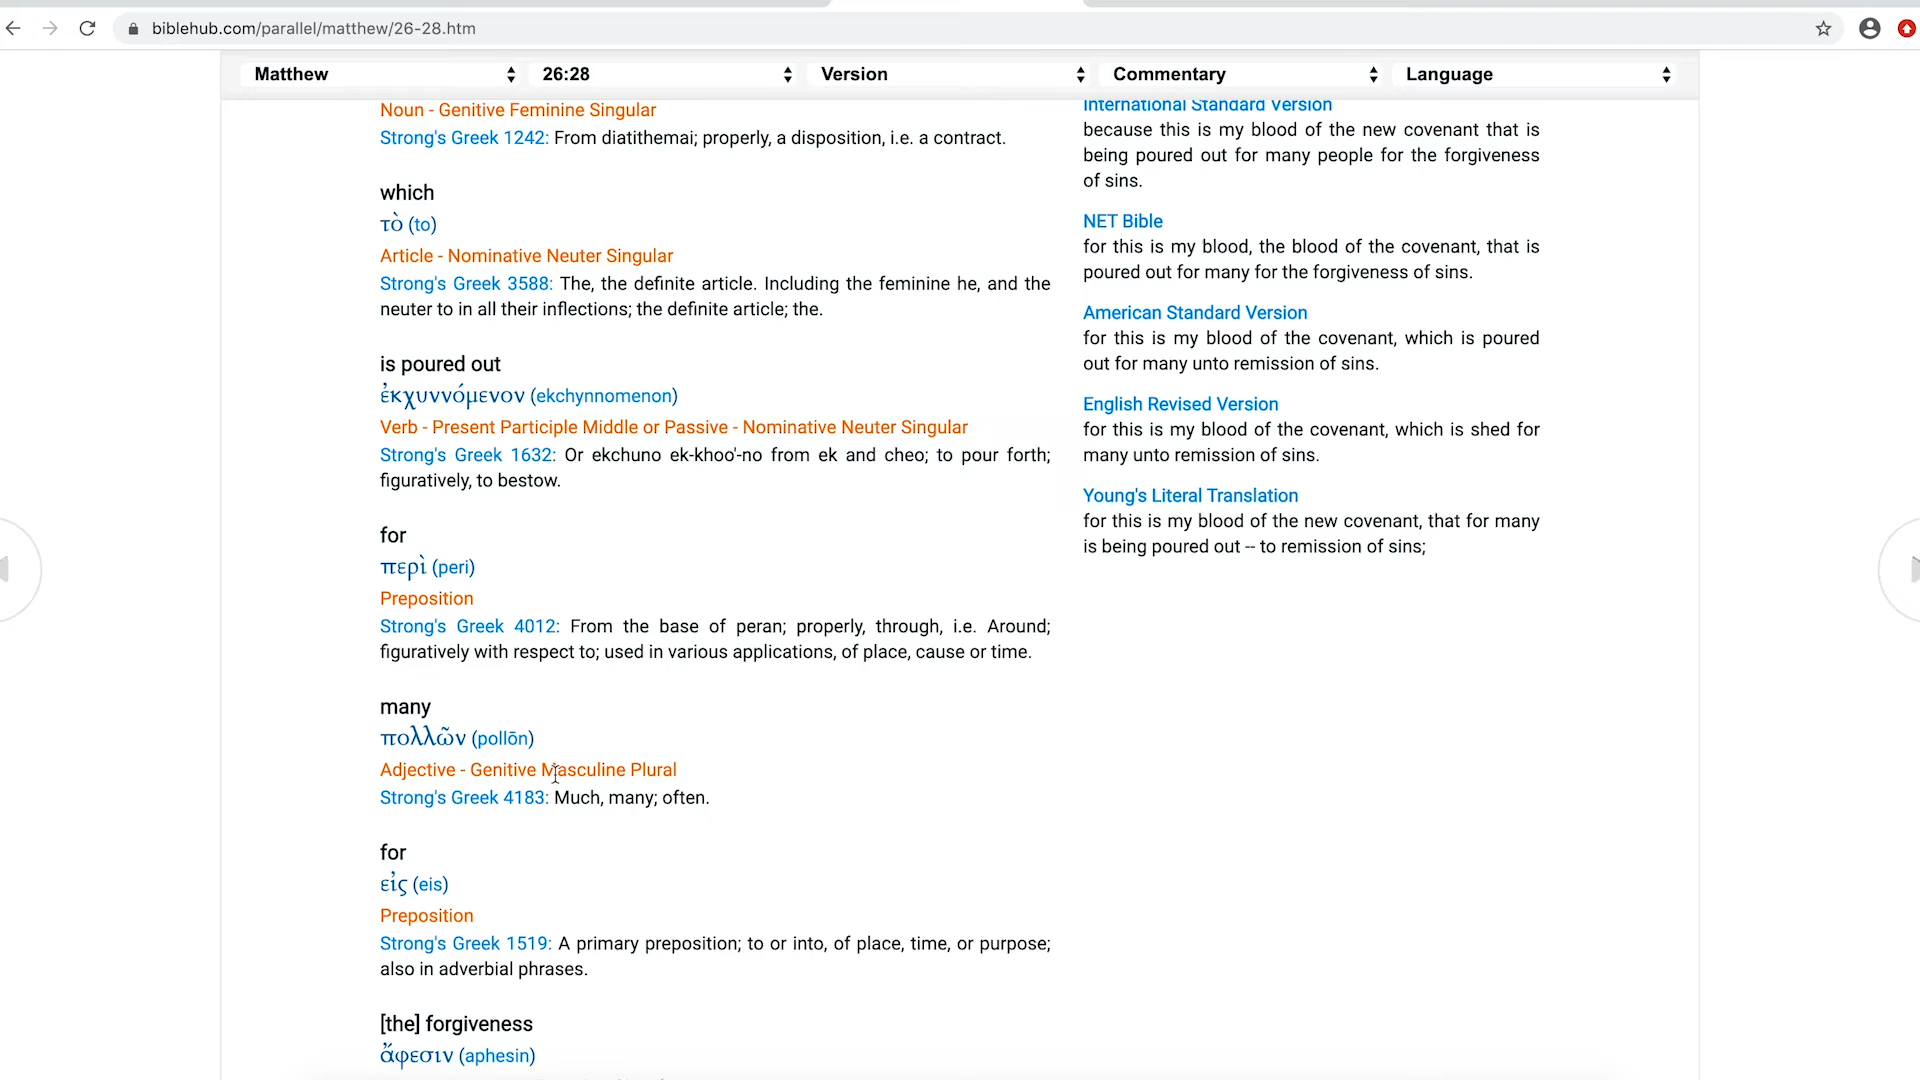 biblehub.com/parallel/matthew/26-28.htm
Matthew
26:28
Version
Commentary
Language
Noun - Genitive Feminine Singular
Strong's Greek 1242: From diatithemai; properly, a disposition, i.e. a contract.
which
τὸ (to)
Article - Nominative Neuter Singular
Strong's Greek 3588: The, the definite article. Including the feminine he, and the
neuter to in all their inflections; the definite article; the.
is poured out
ἐκχυννόμενον (ekchynnomenon)
Verb - Present Participle Middle or Passive - Nominative Neuter Singular
Strong's Greek 1632: Or ekchuno ek-khoo'-no from ek and cheo; to pour forth;
figuratively, to bestow.
for
περὶ (peri)
Preposition
Strong's Greek 4012: From the base of peran; properly, through, i.e. Around;
figuratively with respect to; used in various applications, of place, cause or time.
many
πολλῶν (pollōn)
Adjective - Genitive Masculine Plural
Strong's Greek 4183: Much, many; often.
for
εἰς (eis)
Preposition
Strong's Greek 1519: A primary preposition; to or into, of place, time, or purpose;
also in adverbial phrases.
[the] forgiveness
ἄφεσιν (aphesin)
International Standard Version
because this is my blood of the new covenant that is
being poured out for many people for the forgiveness
of sins.
NET Bible
for this is my blood, the blood of the covenant, that is
poured out for many for the forgiveness of sins.
American Standard Version
for this is my blood of the covenant, which is poured
out for many unto remission of sins.
English Revised Version
for this is my blood of the covenant, which is shed for
many unto remission of sins.
Young's Literal Translation
for this is my blood of the new covenant, that for many
is being poured out -- to remission of sins;